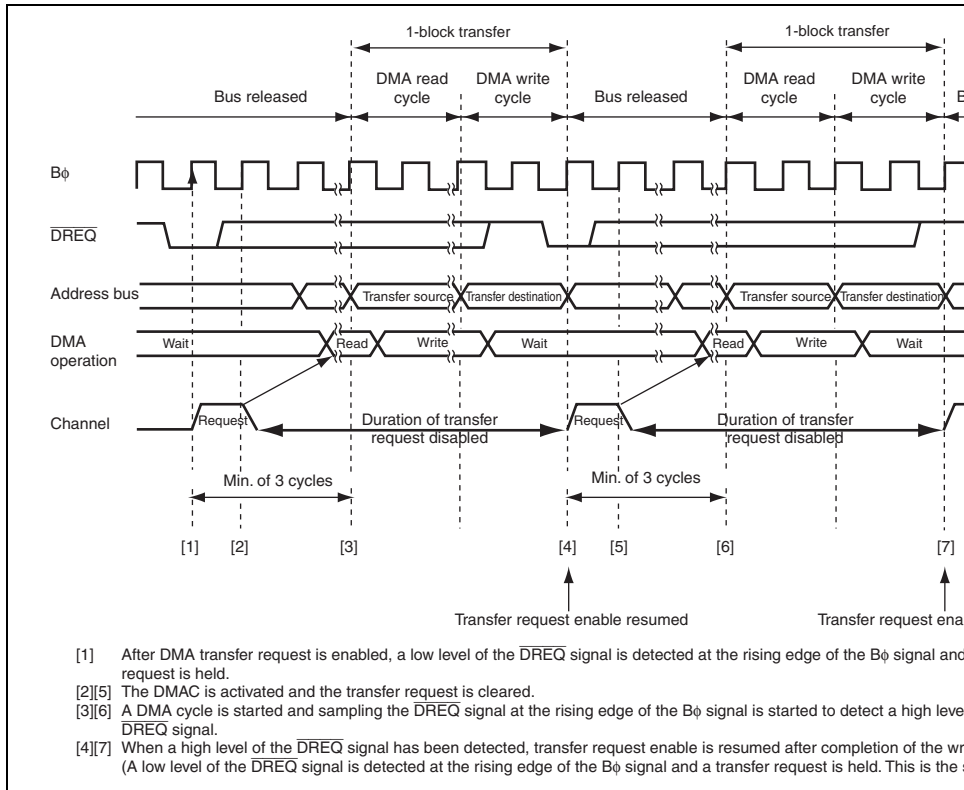 1-block transfer 1-block transfer
DMA read DMA write DMA read DMA write
Bus released cycle cycle Bus released cycle cycle B
Bϕ
DREQ
Address bus Transfer source Transfer destination Transfer source Transfer destination
DMA operation Wait Read Write Wait Read Write Wait
Channel Request Duration of transfer request disabled Request Duration of transfer request disabled
Min. of 3 cycles Min. of 3 cycles
[1] [2] [3] [4] [5] [6] [7]
Transfer request enable resumed Transfer request ena
[1] After DMA transfer request is enabled, a low level of the DREQ signal is detected at the rising edge of the Bϕ signal and
request is held.
[2][5] The DMAC is activated and the transfer request is cleared.
[3][6] A DMA cycle is started and sampling the DREQ signal at the rising edge of the Bϕ signal is started to detect a high leve
DREQ signal.
[4][7] When a high level of the DREQ signal has been detected, transfer request enable is resumed after completion of the wr
(A low level of the DREQ signal is detected at the rising edge of the Bϕ signal and a transfer request is held. This is the s